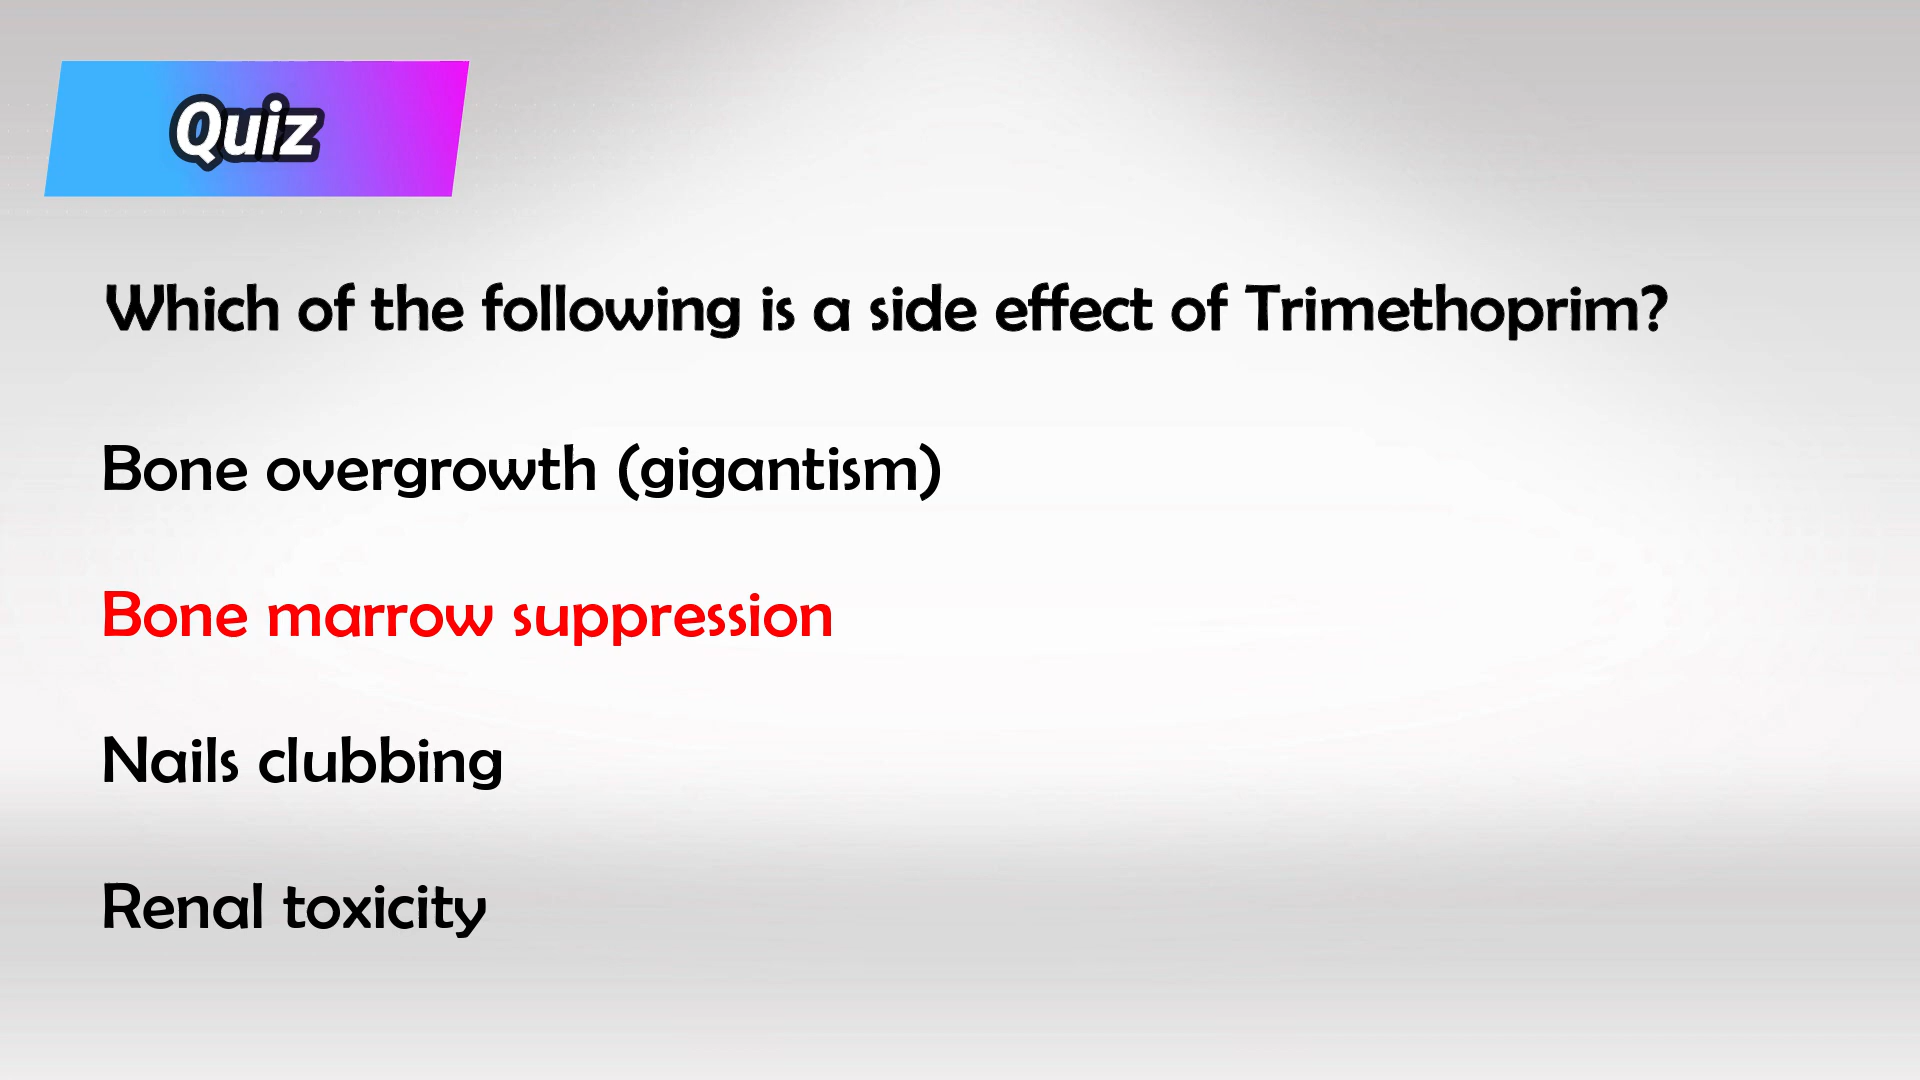 Quiz
Which of the following is a side effect of Trimethoprim?
Bone overgrowth (gigantism)
Bone marrow suppression
Nails clubbing
Renal toxicity